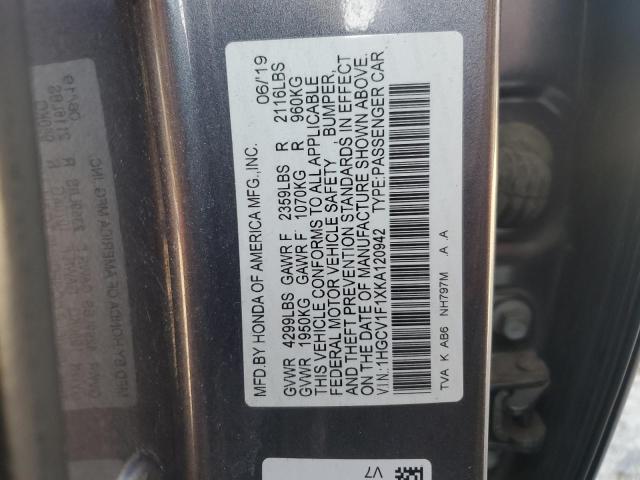 MFD.BY HONDA OF AMERICA MFG.,INC. 06/'19
GVWR 4299LBS GAWR F 2359LBS R 2116LBS
GVWR 1950KG GAWR F 1070KG R 960KG
THIS VEHICLE CONFORMS TO ALL APPLICABLE
FEDERAL MOTOR VEHICLE SAFETY, BUMPER,
AND THEFT PREVENTION STANDARDS IN EFFECT
ON THE DATE OF MANUFACTURE SHOWN ABOVE.
V.I.N.:1HGCV1F1XKA120942 TYPE:PASSENGER CAR
TVA K AB6 NH797M A .A
V7